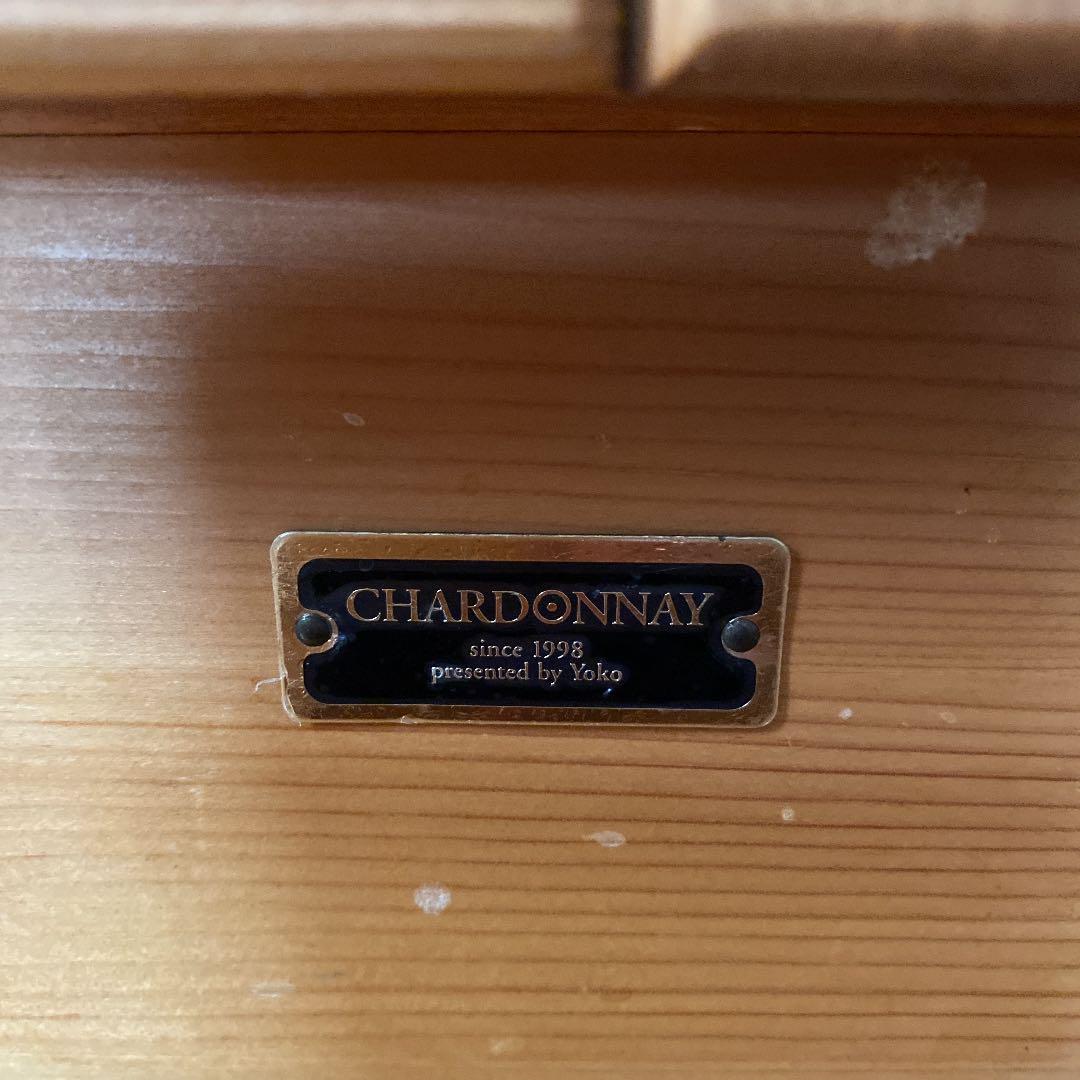 CHARDONNAY
since 1998
presented by Yoko